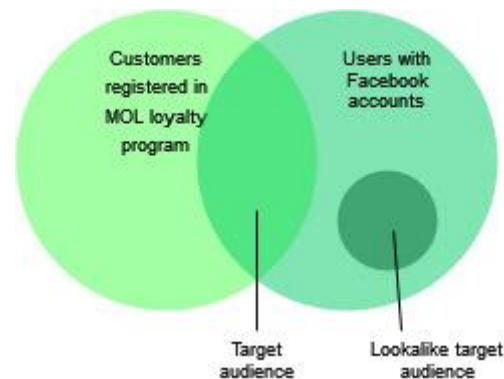 Customers
registered in
MOL loyalty
program
Users with
Facebook
accounts
Target
audience
Lookalike target
audience